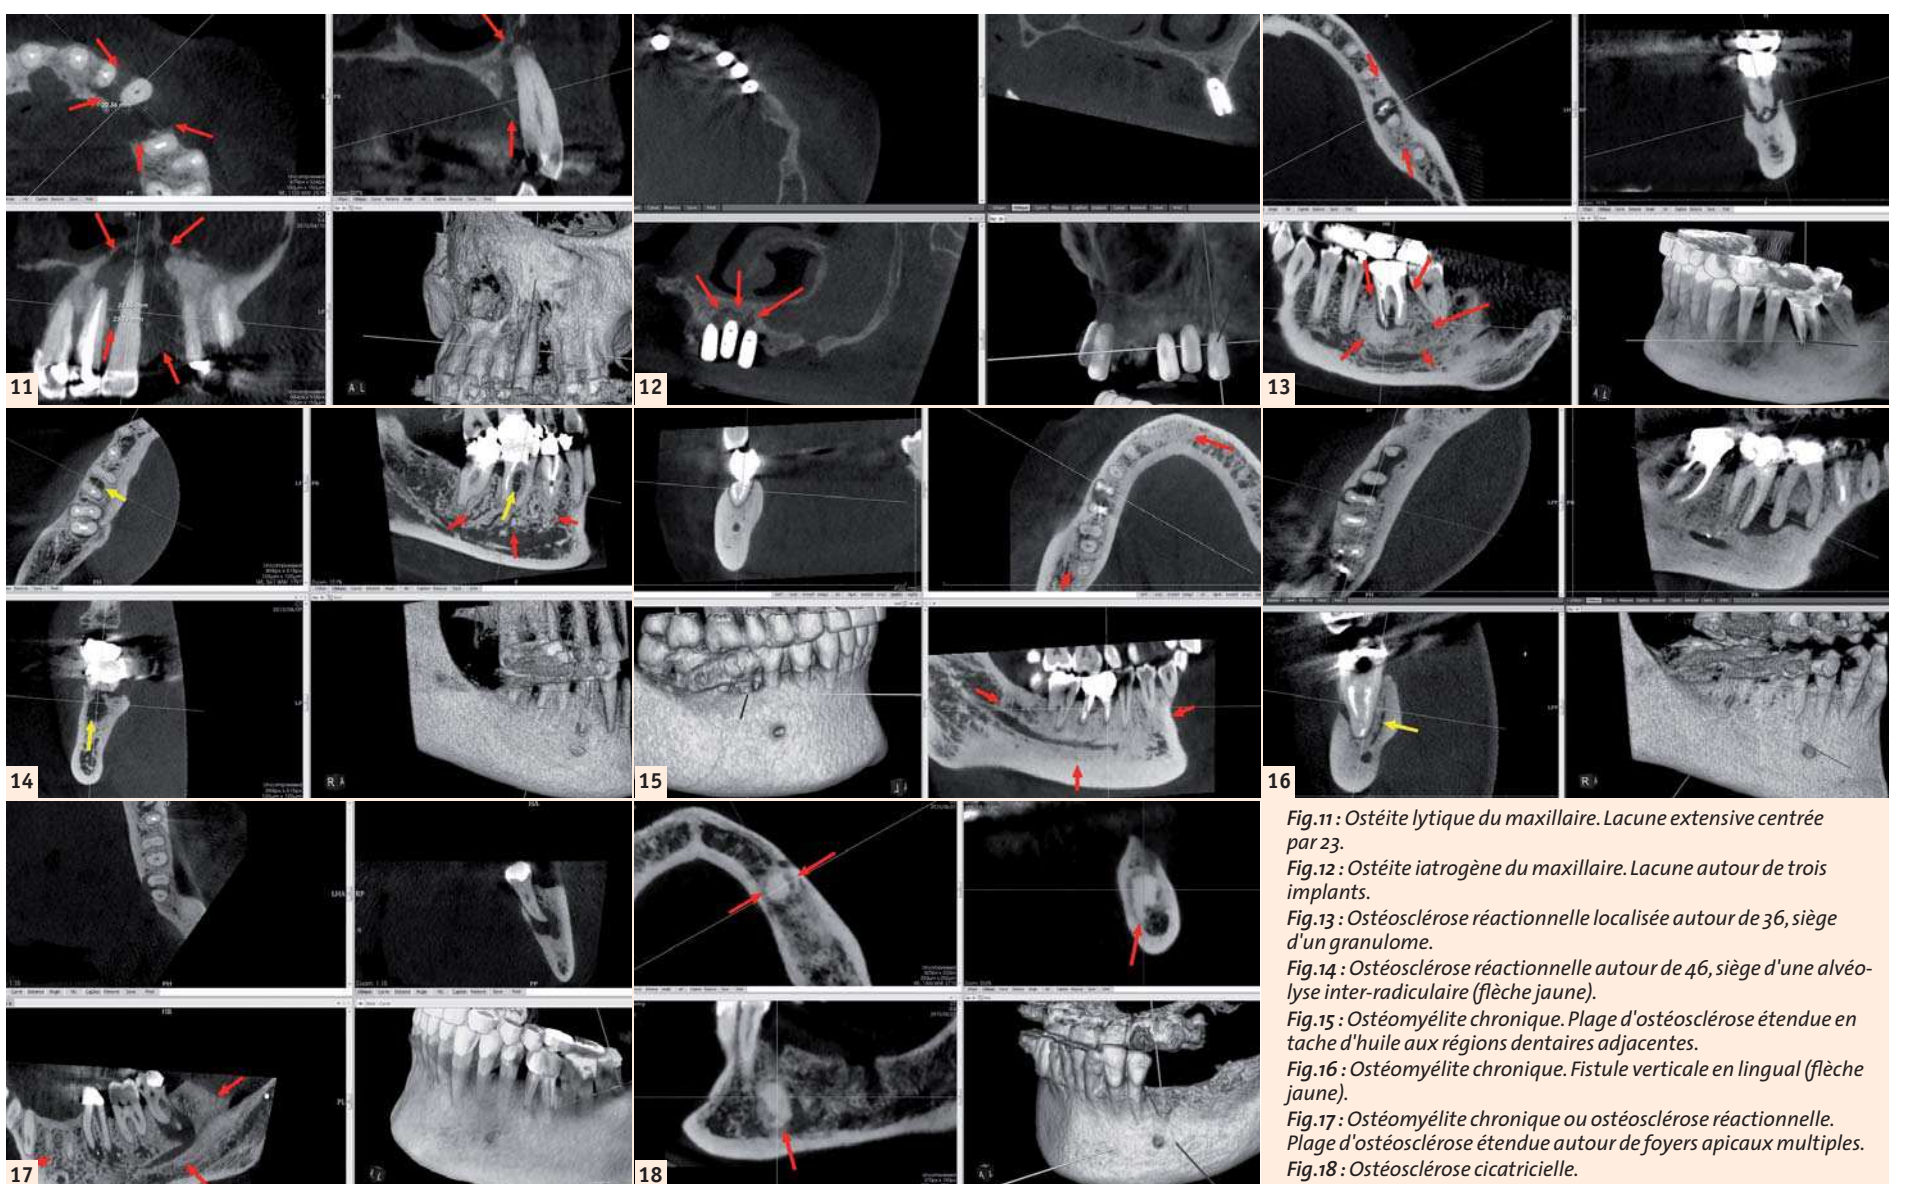 11
12
13
14
15
16
17
18
Fig.11 : Ostéite lytique du maxillaire. Lacune extensive centrée
par 23.
Fig.12 : Ostéite iatrogène du maxillaire. Lacune autour de trois
implants.
Fig.13 : Ostéosclérose réactionnelle localisée autour de 36, siège
d'un granulome.
Fig.14 : Ostéosclérose réactionnelle autour de 46, siège d'une alvéo-
lyse inter-radiculaire (flèche jaune).
Fig.15 : Ostéomyélite chronique. Plage d'ostéosclérose étendue en
tache d'huile aux régions dentaires adjacentes.
Fig.16 : Ostéomyélite chronique. Fistule verticale en lingual (flèche
jaune).
Fig.17 : Ostéomyélite chronique ou ostéosclérose réactionnelle.
Plage d'ostéosclérose étendue autour de foyers apicaux multiples.
Fig.18 : Ostéosclérose cicatricielle.